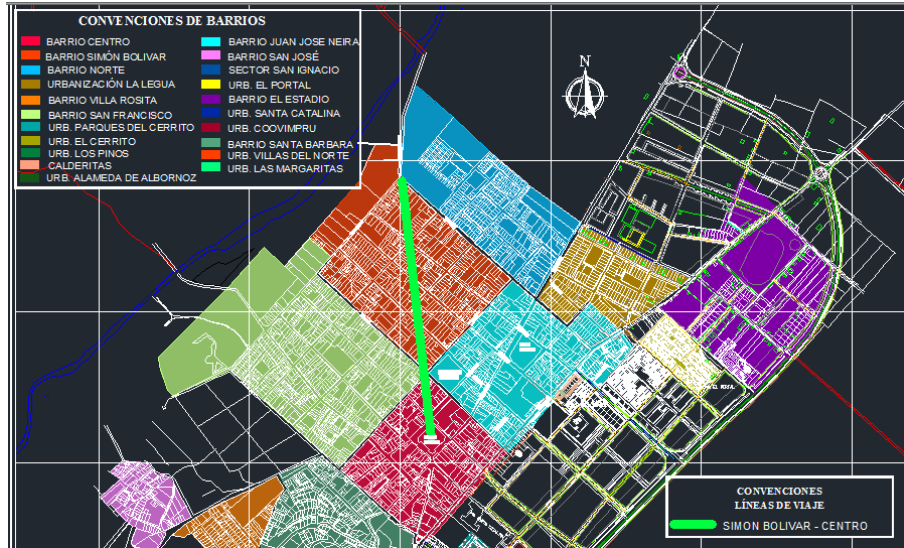 CONVENCIONES DE BARRIOS
BARRIO CENTRO
BARRIO SIMÓN BOLIVAR
BARRIO NORTE
URBANIZACIÓN LA LEGUA
BARRIO VILLA ROSITA
BARRIO SAN FRANCISCO
URB. PARQUES DEL CERRITO
URB. EL CERRITO
URB. LOS PINOS
CALDERITAS
URB. ALAMEDA DE ALBORNOZ
BARRIO JUAN JOSE NEIRA
BARRIO SAN JOSÉ
SECTOR SAN IGNACIO
URB. EL PORTAL
BARRIO EL ESTADIO
URB. SANTA CATALINA
URB. COOVIMPRU
BARRIO SANTA BARBARA
URB. VILLAS DEL NORTE
URB. LAS MARGARITAS
N
CONVENCIONES
LÍNEAS DE VIAJE
SIMON BOLIVAR - CENTRO